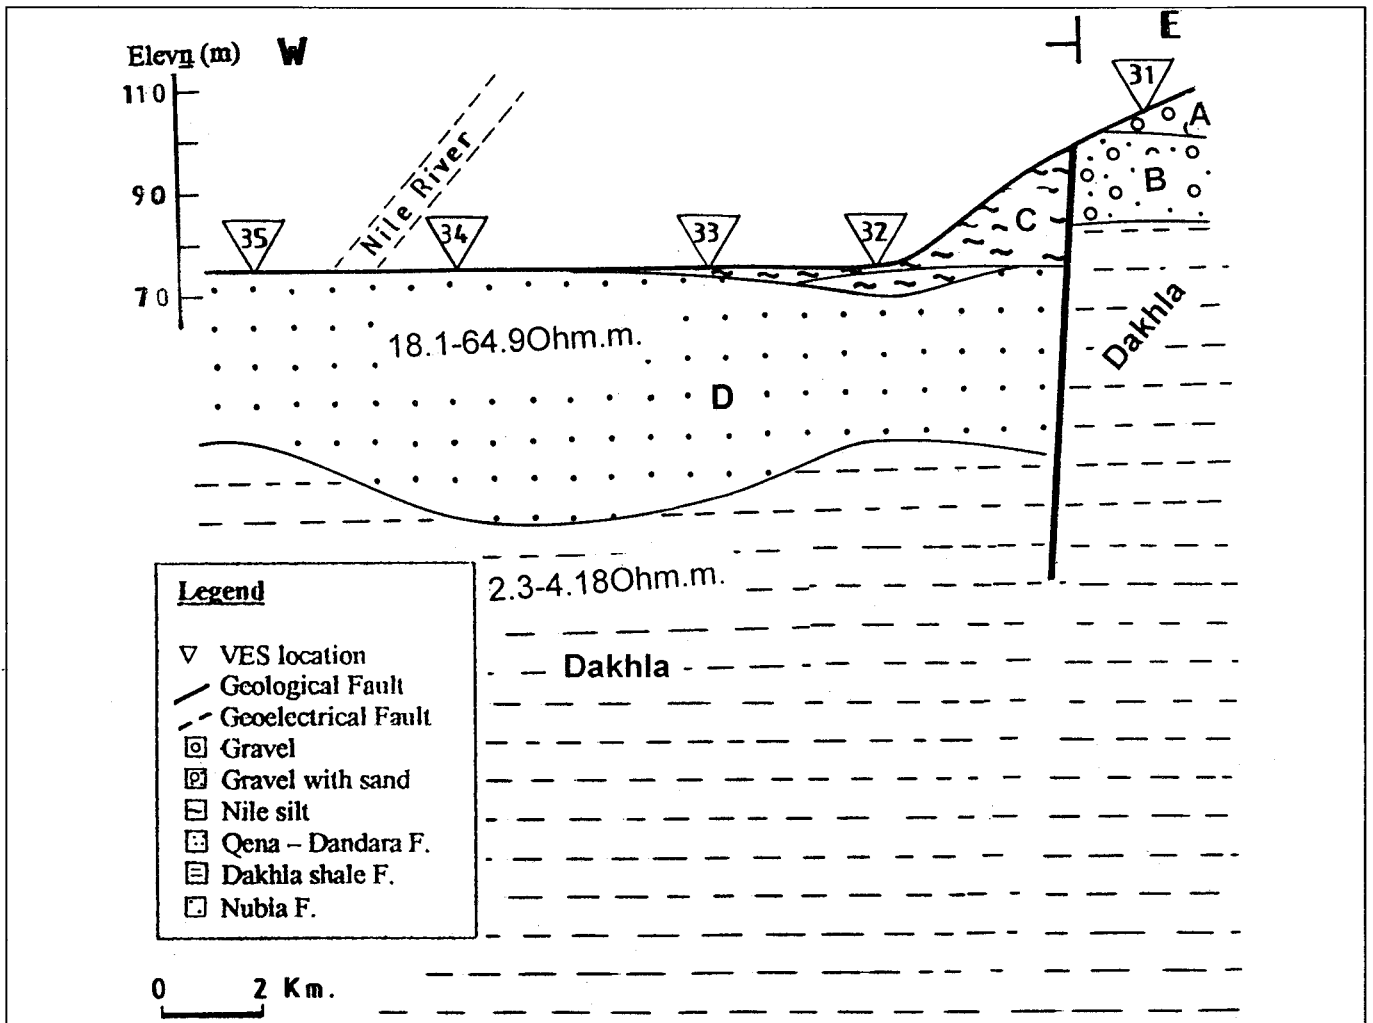 Elevn (m) W E
110
90
70
31
A
B
C
35
Nile River
34
33
32
Dakhla
18.1-64.9Ohm.m.
D
2.3-4.18Ohm.m.
Dakhla
Legend
VES location
Geological Fault
Geoelectrical Fault
Gravel
Gravel with sand
Nile silt
Qena – Dandara F.
Dakhla shale F.
Nubia F.
0 2 Km.